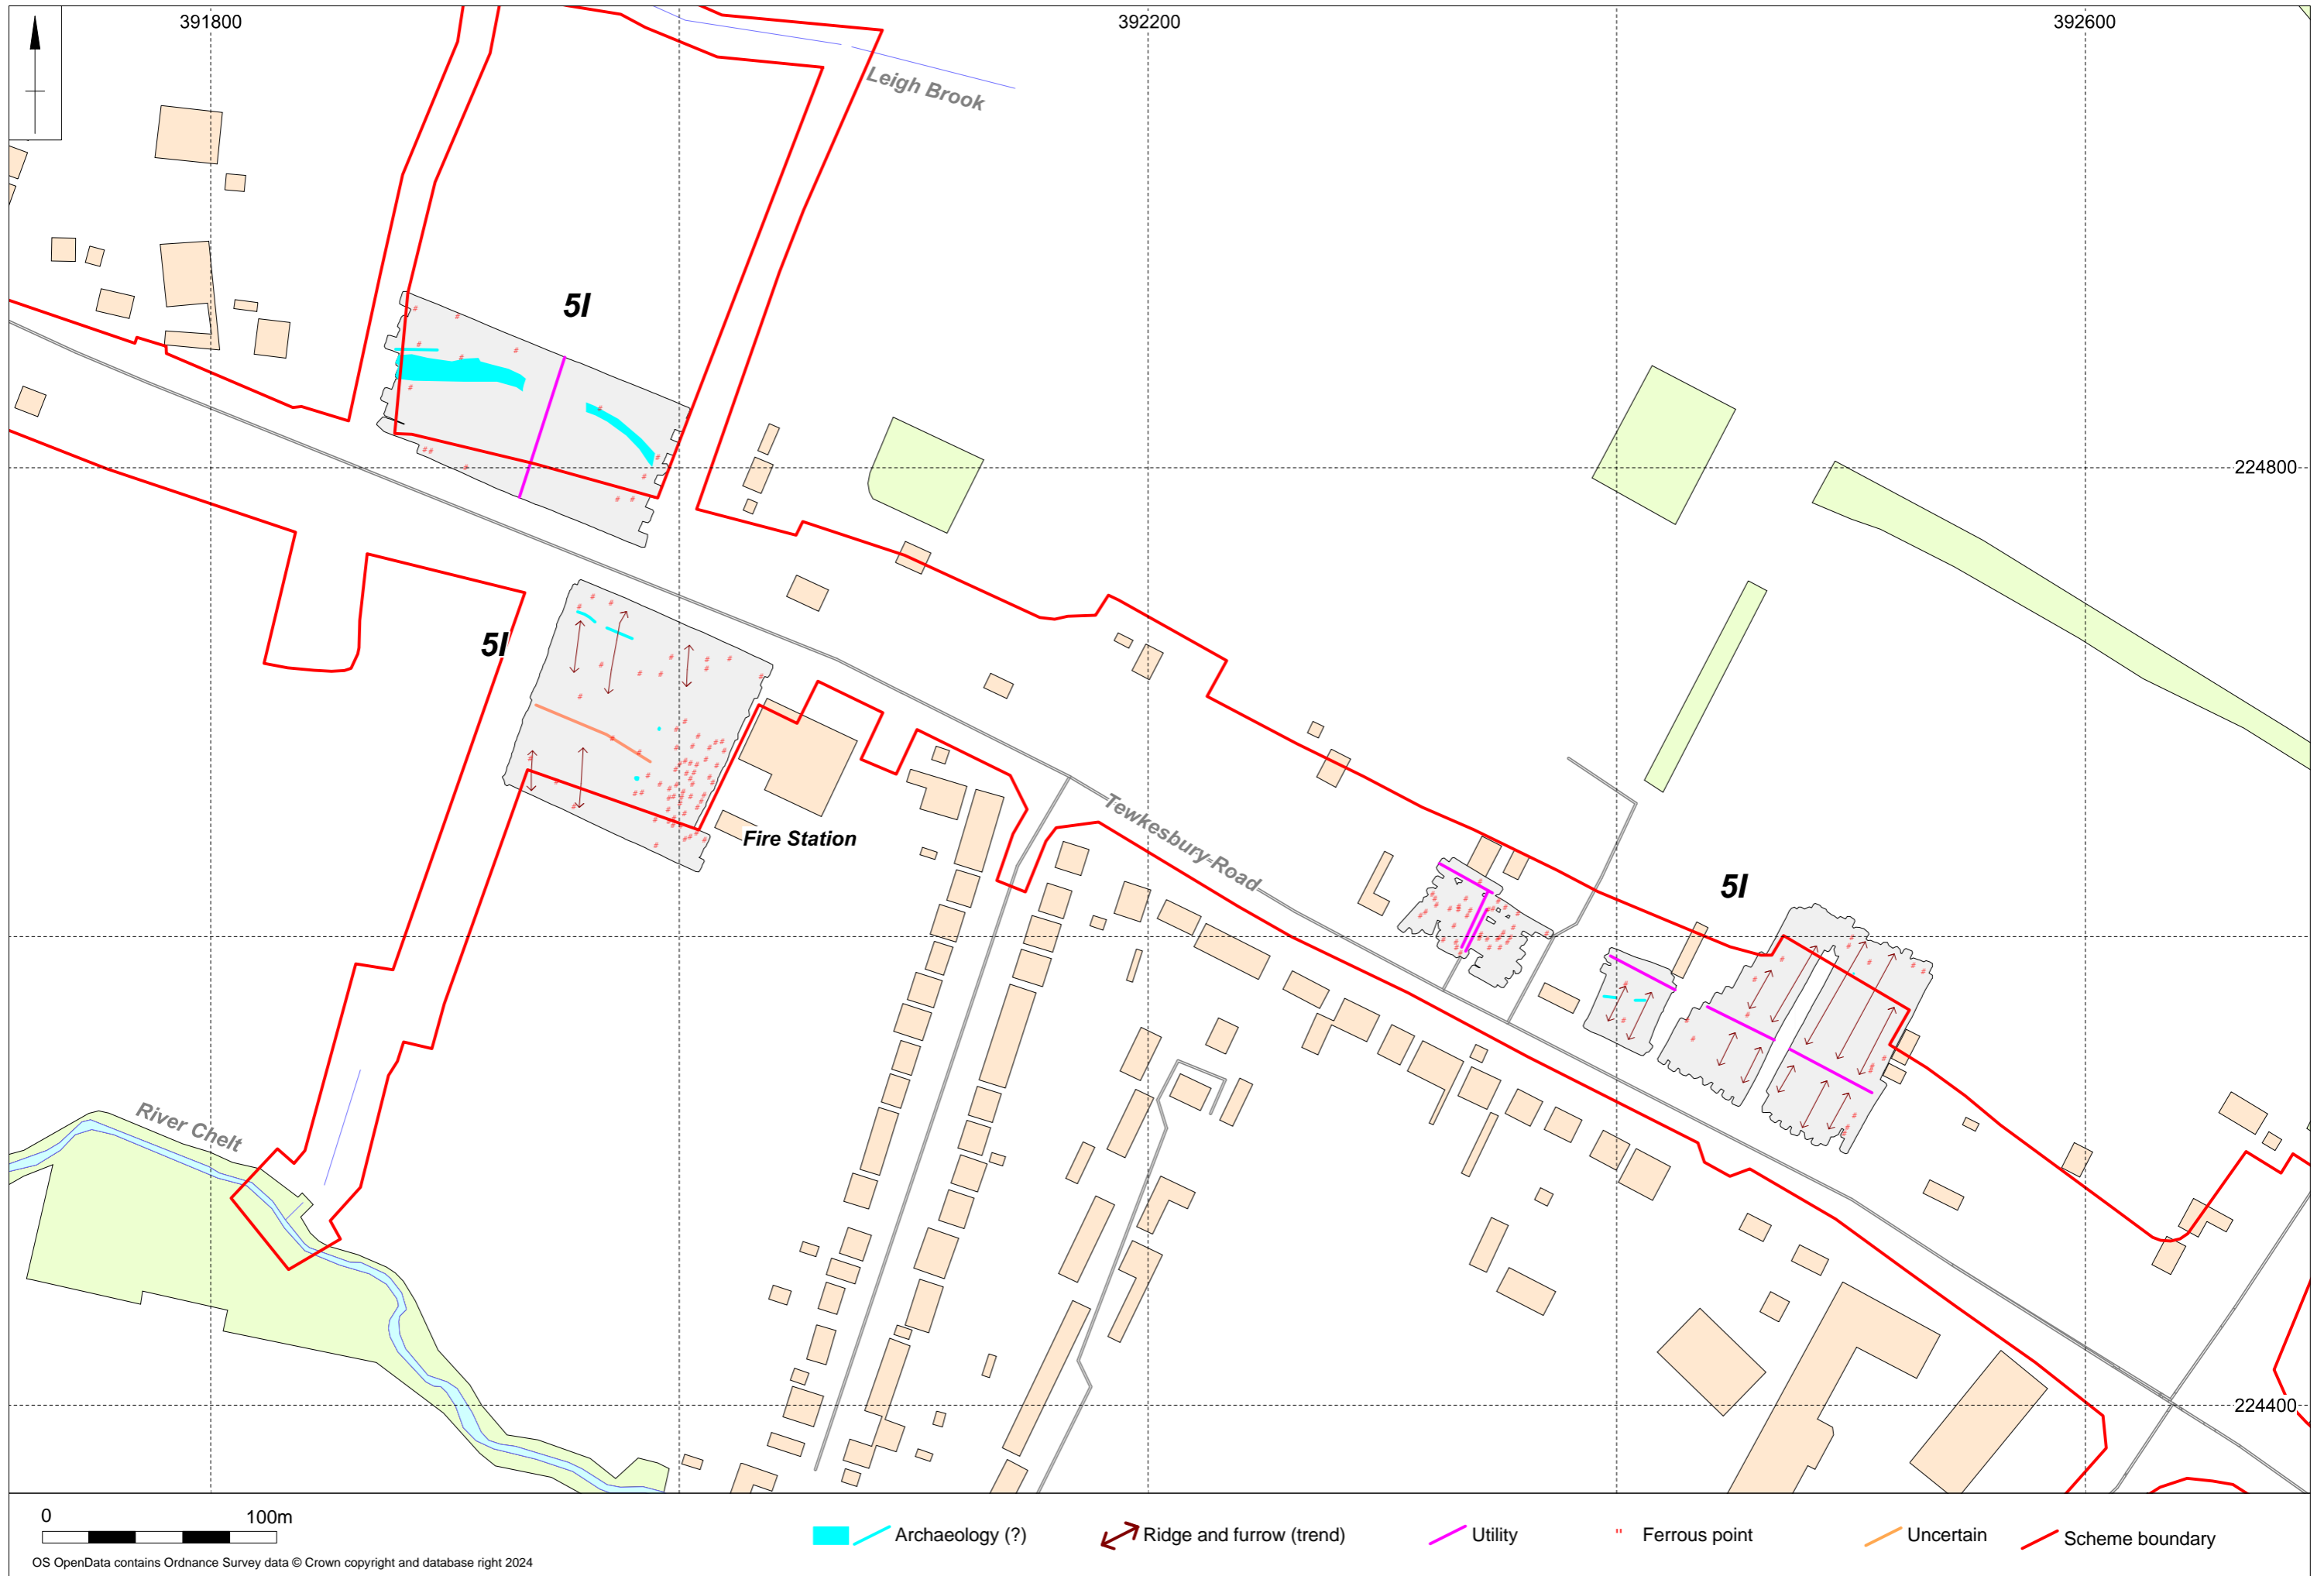 391800
392200
392600
Leigh Brook
5I
224800
5I
Fire Station
Tewkesbury Road
5I
River Chelt
224400
0 100m
Archaeology (?)
Ridge and furrow (trend)
Utility
Ferrous point
Uncertain
Scheme boundary
OS OpenData contains Ordnance Survey data © Crown copyright and database right 2024